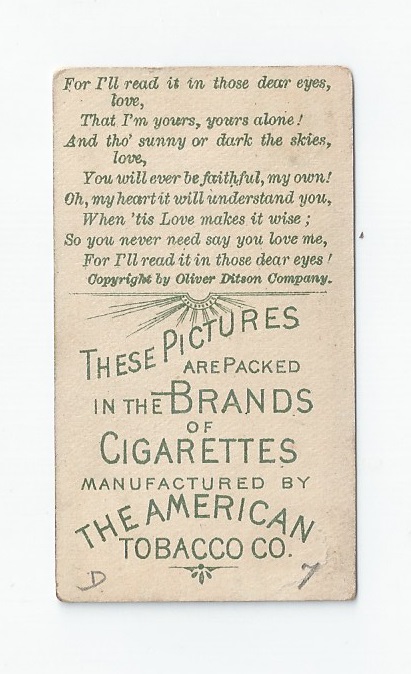 For I'll read it in those dear eyes,
love,
That I'm yours, yours alone!
And tho' sunny or dark the skies,
love,
You will ever be faithful, my own!
Oh, my heart it will understand you,
When 'tis Love makes it wise;
So you never need say you love me,
For I'll read it in those dear eyes!
Copyright by Oliver Ditson Company.
THESE PICTURES
ARE PACKED
IN THE BRANDS
OF
CIGARETTES
MANUFACTURED BY
THE AMERICAN
TOBACCO CO.
D 7